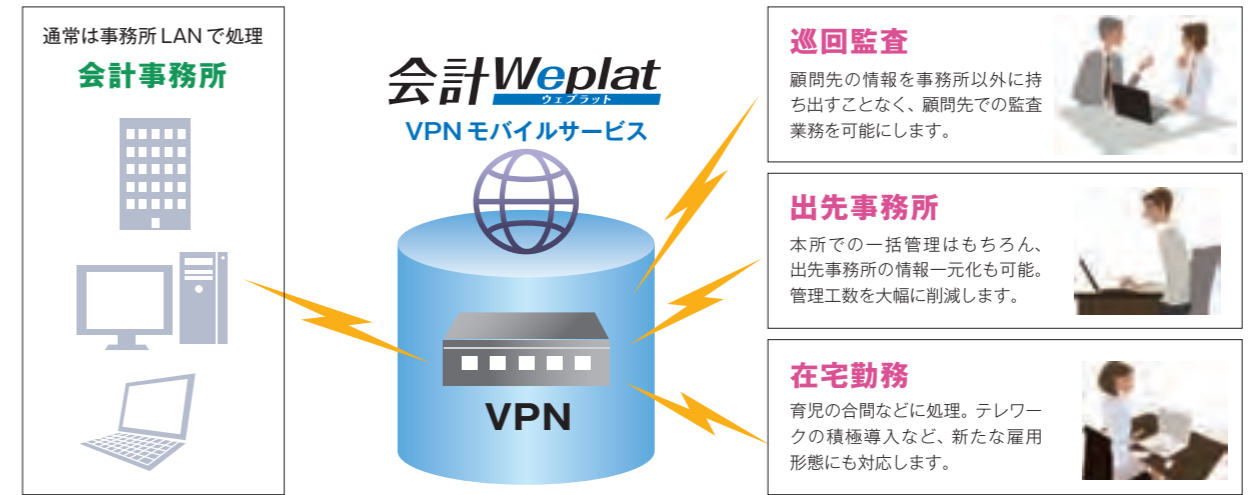 通常は事務所LANで処理
会計事務所
会計Weplat
ウェプラット
VPNモバイルサービス
VPN
巡回監査
顧問先の情報を事務所以外に持
ち出すことなく、顧問先での監査
業務を可能にします。
出先事務所
本所での一括管理はもちろん、
出先事務所の情報一元化も可能。
管理工数を大幅に削減します。
在宅勤務
育児の合間などに処理。テレワー
クの積極導入など、新たな雇用
形態にも対応します。